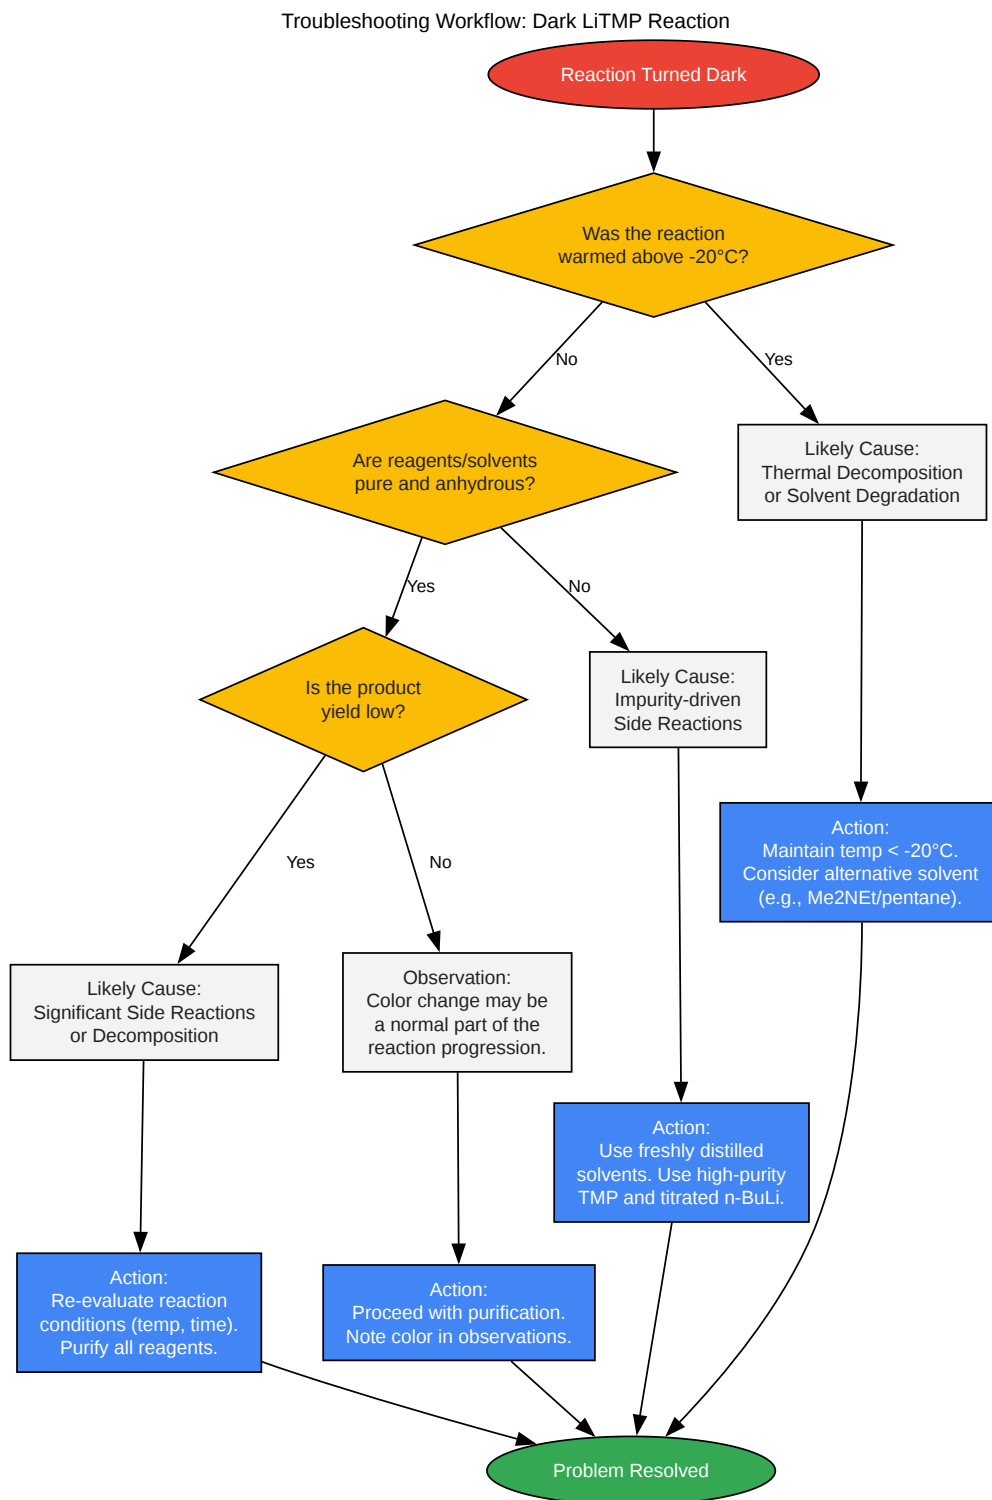 Troubleshooting Workflow: Dark LiTMP Reaction
Reaction Turned Dark
Was the reaction
warmed above -20°C?
No
Yes
Are reagents/solvents
pure and anhydrous?
Likely Cause:
Thermal Decomposition
or Solvent Degradation
Yes
No
Is the product
yield low?
Likely Cause:
Impurity-driven
Side Reactions
Action:
Maintain temp < -20°C.
Consider alternative solvent
(e.g., Me2NEt/pentane).
Yes
No
Likely Cause:
Significant Side Reactions
or Decomposition
Observation:
Color change may be
a normal part of the
reaction progression.
Action:
Use freshly distilled
solvents. Use high-purity
TMP and titrated n-BuLi.
Action:
Re-evaluate reaction
conditions (temp, time).
Purify all reagents.
Action:
Proceed with purification.
Note color in observations.
Problem Resolved